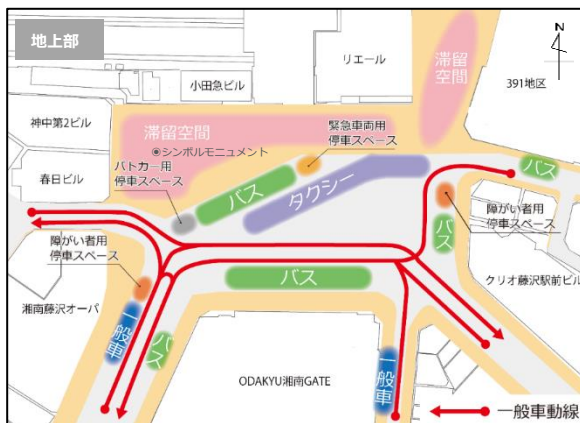 地上部
N
リエール
滞留
空間
391地区
小田急ビル
神中第2ビル
滞留空間
シンボルモニュメント
緊急車両用
停車スペース
パトカー用
停車スペース
春日ビル
バス
タクシー
バス
障がい者用
停車スペース
障がい者用
停車スペース
バス
クリオ藤沢駅前ビル
湘南藤沢オーパ
バス
一般車
バス
ODAKYU湘南GATE
一般車
一般車動線